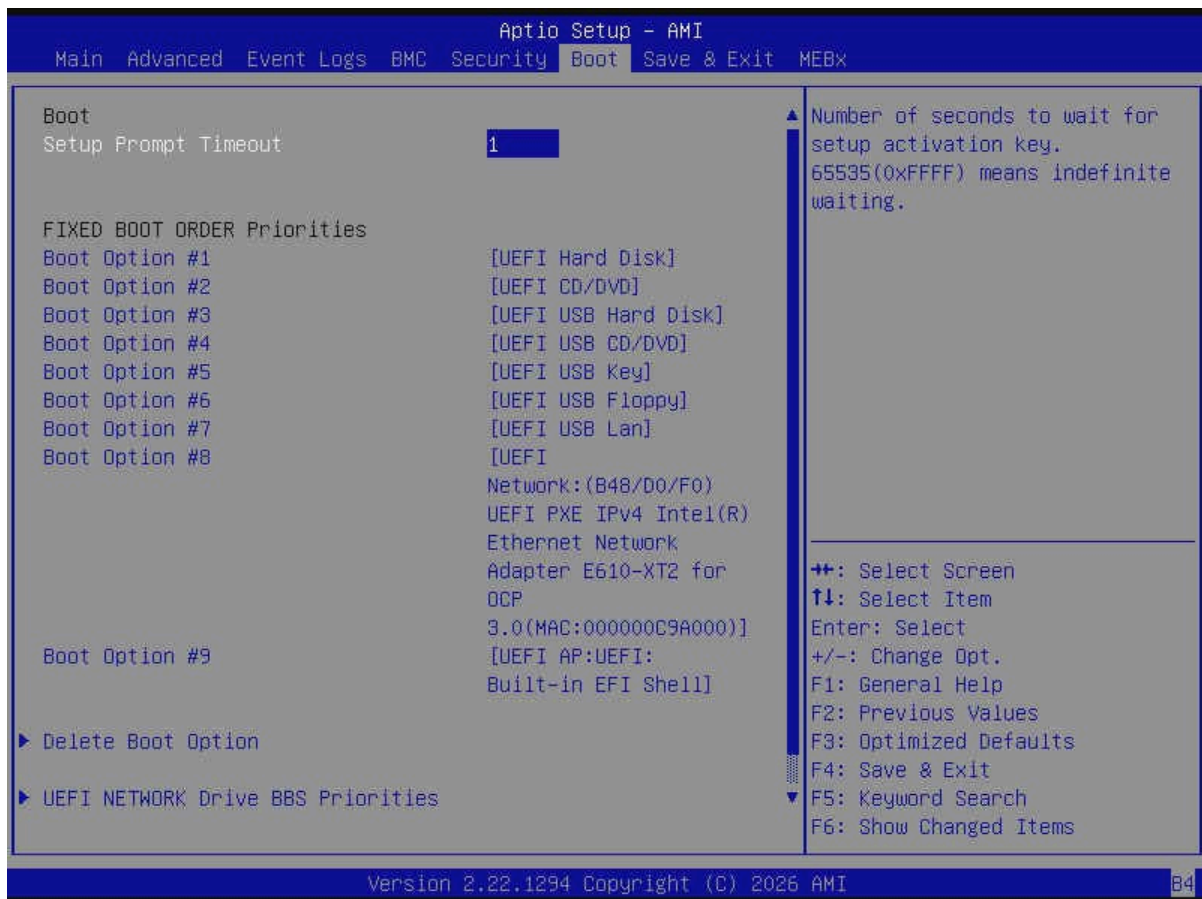 Aptio Setup – AMI
Main Advanced Event Logs BMC Security Boot Save & Exit MEBx
Boot
Setup Prompt Timeout 1
FIXED BOOT ORDER Priorities
Boot Option #1 [UEFI Hard Disk]
Boot Option #2 [UEFI CD/DVD]
Boot Option #3 [UEFI USB Hard Disk]
Boot Option #4 [UEFI USB CD/DVD]
Boot Option #5 [UEFI USB Key]
Boot Option #6 [UEFI USB Floppy]
Boot Option #7 [UEFI USB Lan]
Boot Option #8 [UEFI
Network:(B48/D0/F0)
UEFI PXE IPv4 Intel(R)
Ethernet Network
Adapter E610-XT2 for
OCP
3.0(MAC:000000C9A000)]
Boot Option #9 [UEFI AP:UEFI:
Built-in EFI Shell]
Delete Boot Option
UEFI NETWORK Drive BBS Priorities
Number of seconds to wait for
setup activation key.
65535(0xFFFF) means indefinite
waiting.
→←: Select Screen
↑↓: Select Item
Enter: Select
+/-: Change Opt.
F1: General Help
F2: Previous Values
F3: Optimized Defaults
F4: Save & Exit
F5: Keyword Search
F6: Show Changed Items
Version 2.22.1294 Copyright (C) 2026 AMI
B4